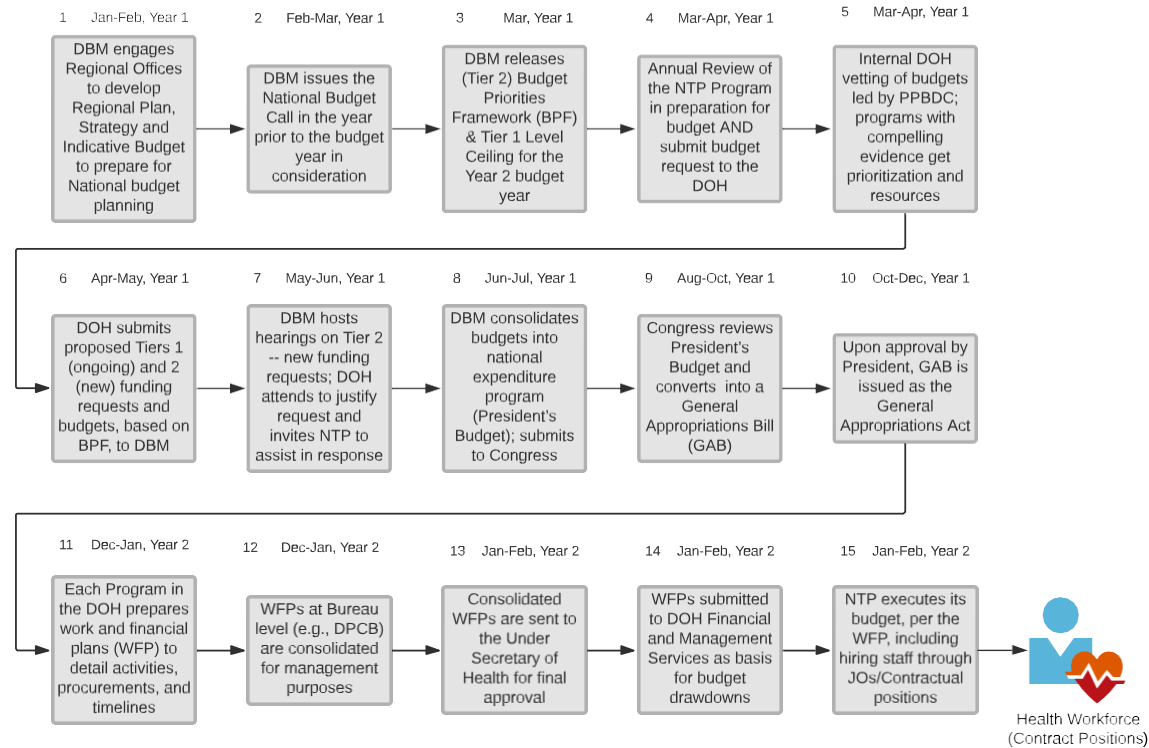 1 Jan-Feb, Year 1
DBM engages
Regional Offices
to develop
Regional Plan,
Strategy and
Indicative Budget
to prepare for
National budget
planning
2 Feb-Mar, Year 1
DBM issues the
National Budget
Call in the year
prior to the budget
year in
consideration
3 Mar, Year 1
DBM releases
(Tier 2) Budget
Priorities
Framework (BPF)
& Tier 1 Level
Ceiling for the
Year 2 budget
year
4 Mar-Apr, Year 1
Annual Review of
the NTP Program
in preparation for
budget AND
submit budget
request to the
DOH
5 Mar-Apr, Year 1
Internal DOH
vetting of budgets
led by PPBDC;
programs with
compelling
evidence get
prioritization and
resources
6 Apr-May, Year 1
DOH submits
proposed Tiers 1
(ongoing) and 2
(new) funding
requests and
budgets, based on
BPF, to DBM
7 May-Jun, Year 1
DBM hosts
hearings on Tier 2
-- new funding
requests; DOH
attends to justify
request and
invites NTP to
assist in response
8 Jun-Jul, Year 1
DBM consolidates
budgets into
national
expenditure
program
(President's
Budget); submits
to Congress
9 Aug-Oct, Year 1
Congress reviews
President's
Budget and
converts into a
General
Appropriations Bill
(GAB)
10 Oct-Dec, Year 1
Upon approval by
President, GAB is
issued as the
General
Appropriations Act
11 Dec-Jan, Year 2
Each Program in
the DOH prepares
work and financial
plans (WFP) to
detail activities,
procurements, and
timelines
12 Dec-Jan, Year 2
WFPs at Bureau
level (e.g., DPCB)
are consolidated
for management
purposes
13 Jan-Feb, Year 2
Consolidated
WFPs are sent to
the Under
Secretary of
Health for final
approval
14 Jan-Feb, Year 2
WFPs submitted
to DOH Financial
and Management
Services as basis
for budget
drawdowns
15 Jan-Feb, Year 2
NTP executes its
budget, per the
WFP, including
hiring staff through
JOs/Contractual
positions
Health Workforce
(Contract Positions)